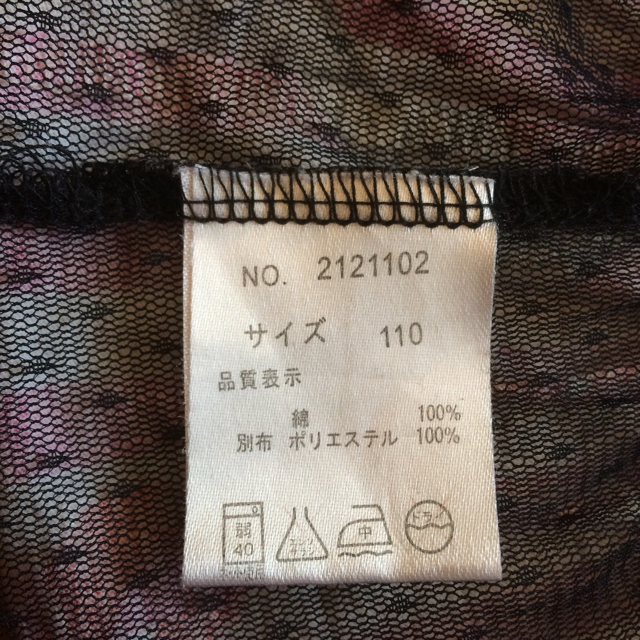 NO. 2121102
サイズ 110
品質表示
綿 100%
別布 ポリエステル 100%
弱
40
中